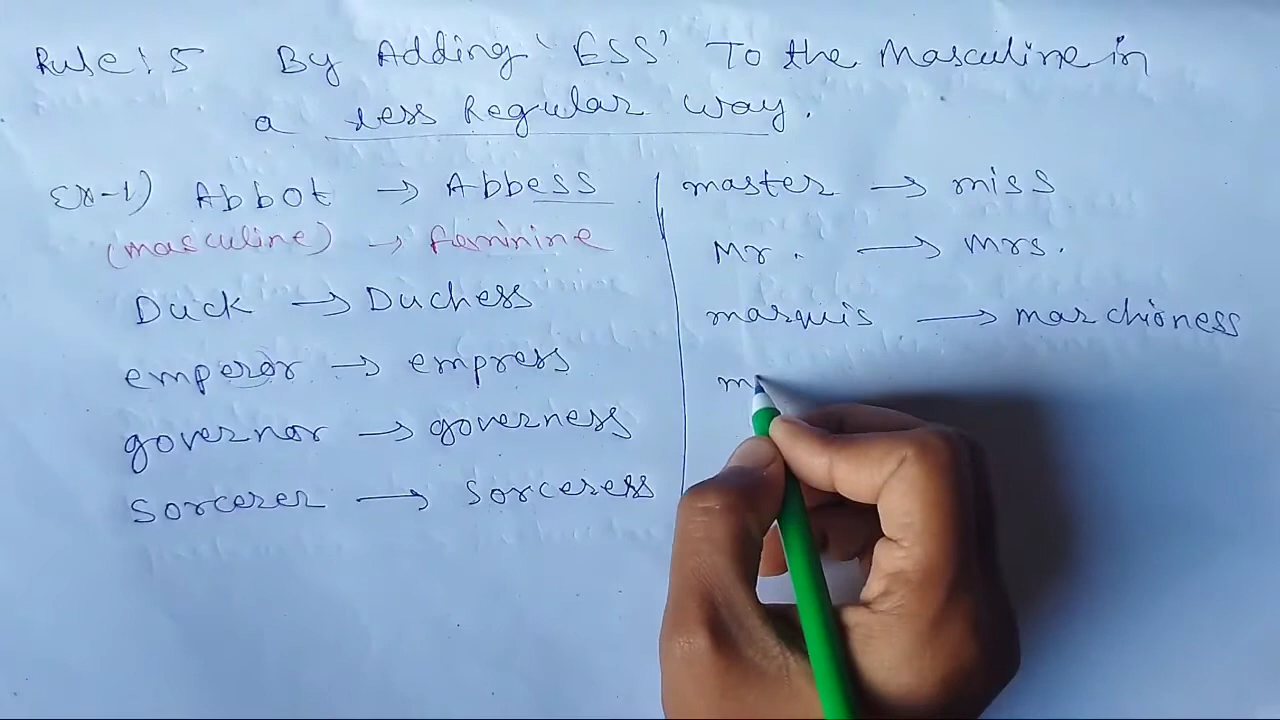 Rule: 5 By Adding 'ESS' To the Masculine in
a less Regular way.
Ex-1) Abbot → Abbess
(masculine) → feminine
Duck → Duchess
emperor → empress
governor → governess
Sorcerer → Sorceress
master → miss
Mr. → Mrs.
marquis → marchioness
m